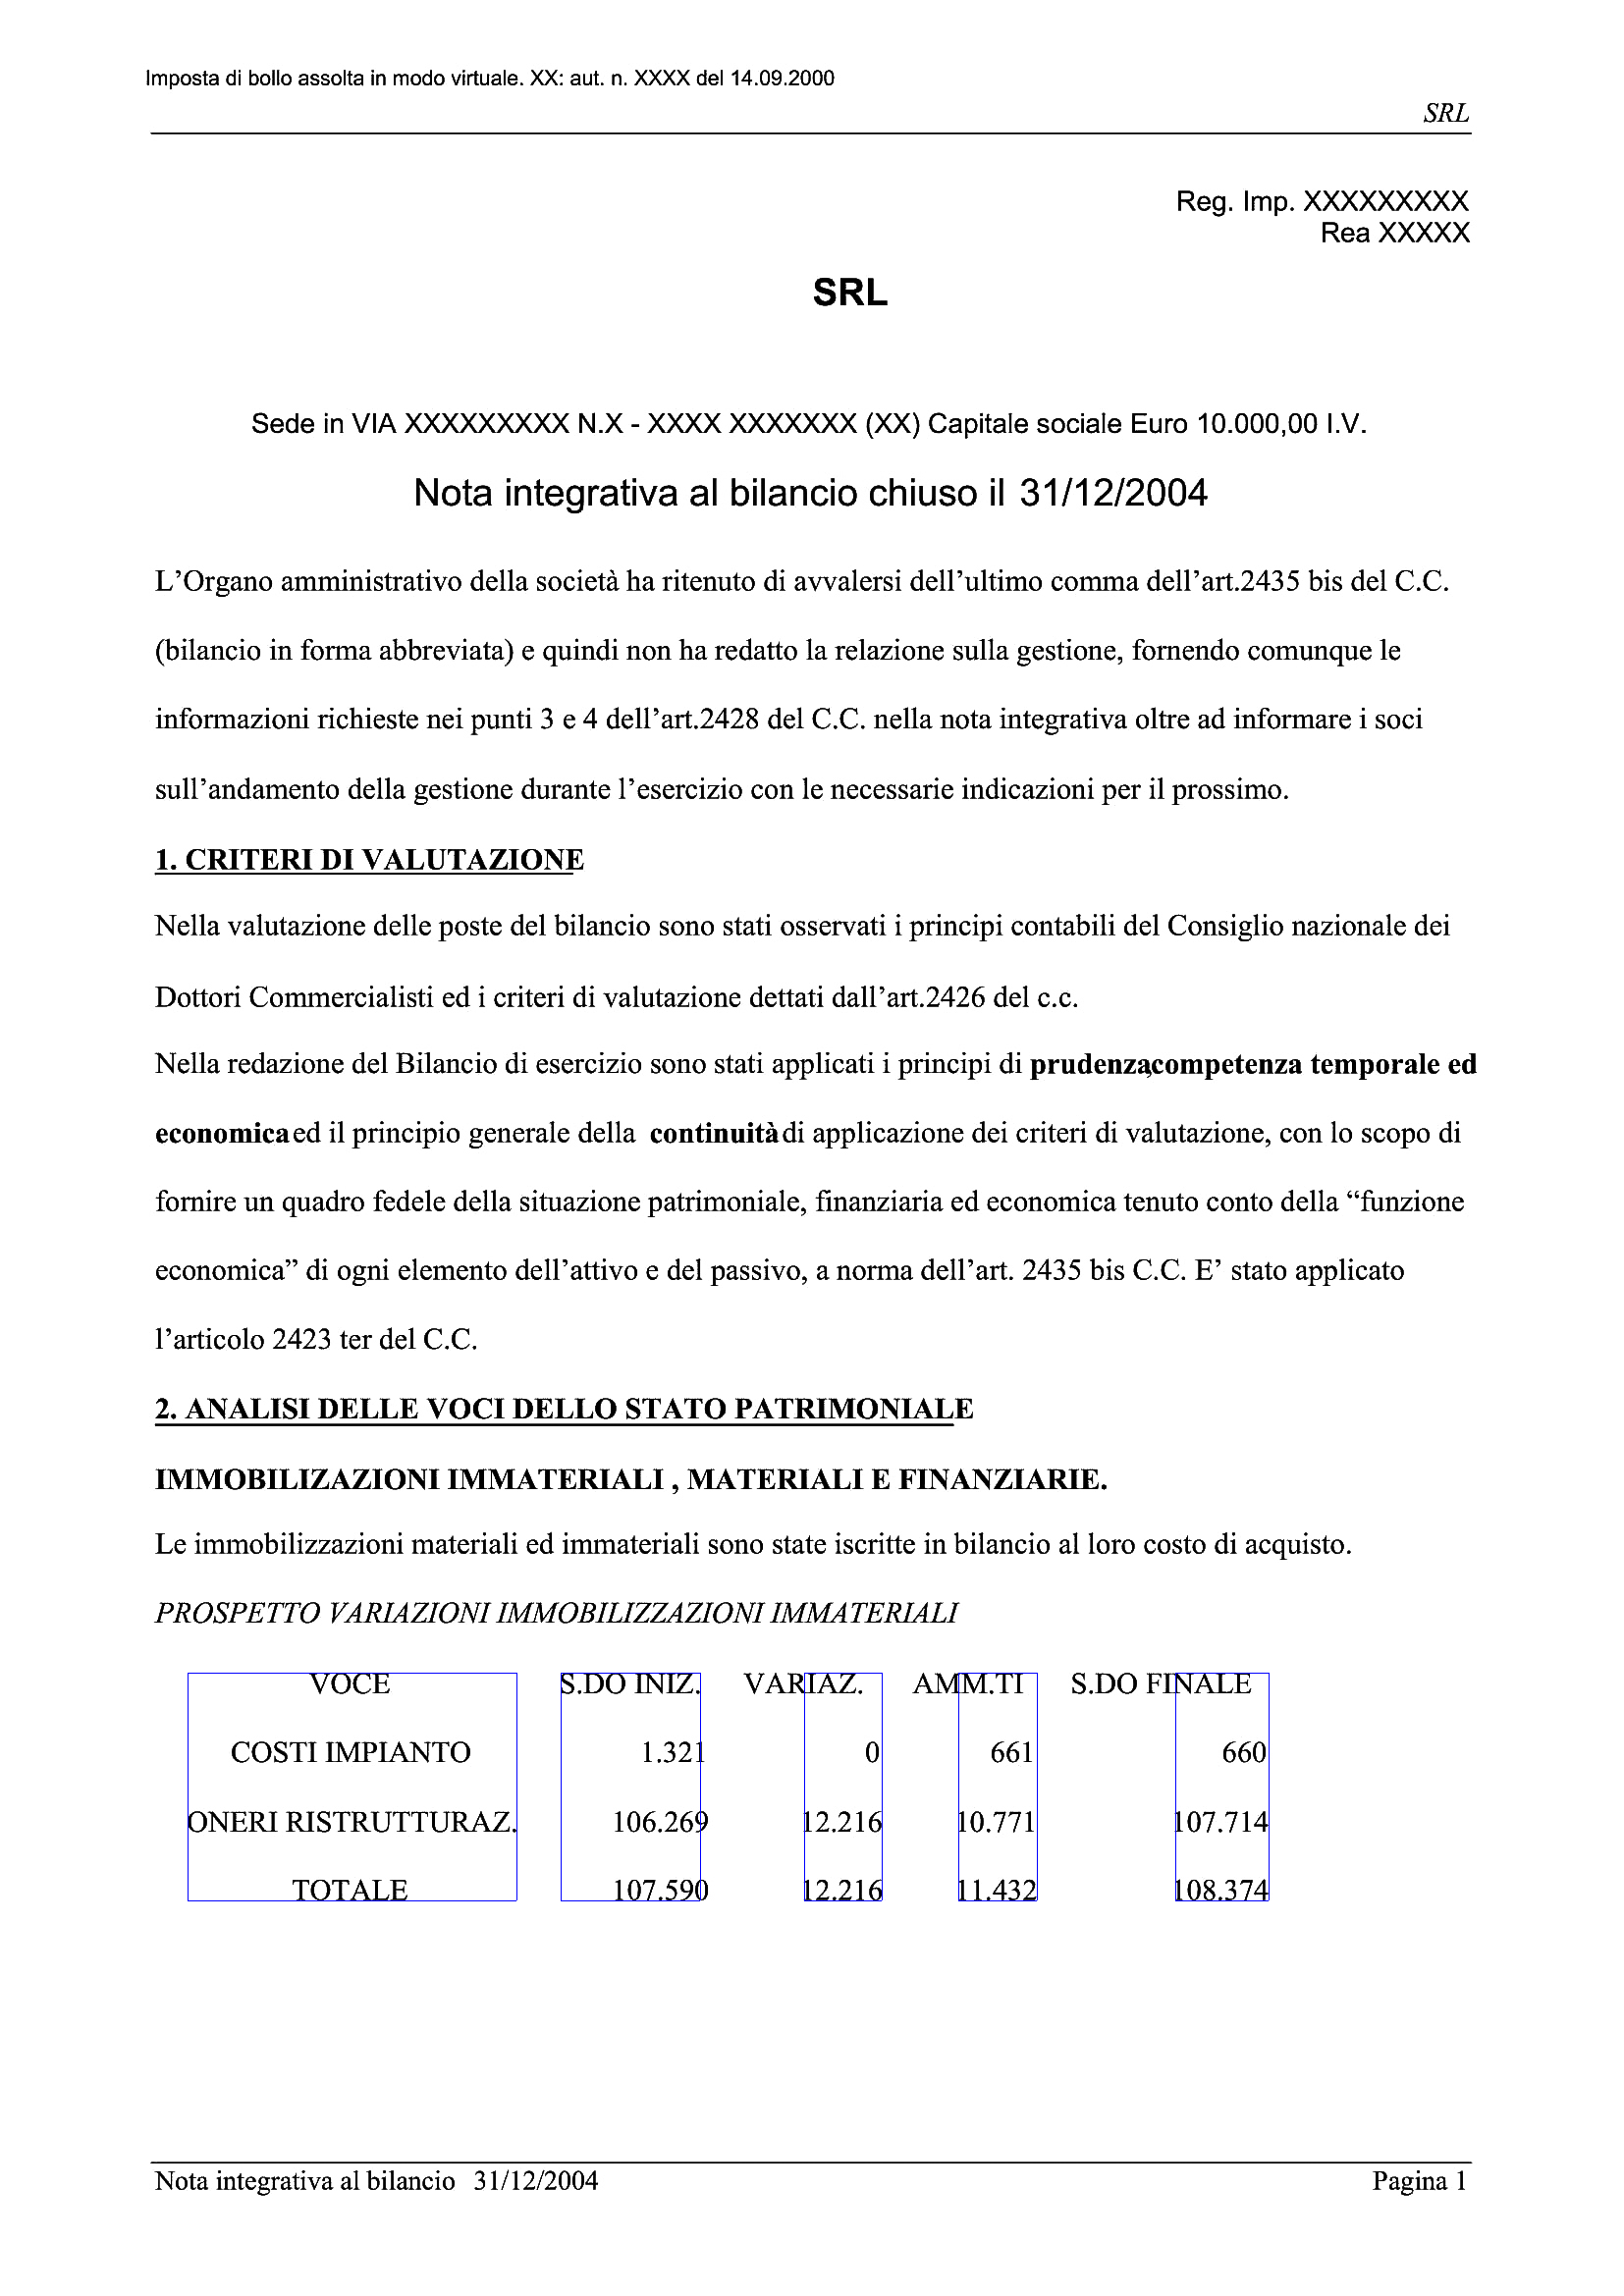 Imposta di bollo assolta in modo virtuale. XX: aut. n. XXXX del 14.09.2000
SRL
Reg. Imp. XXXXXXXXX
Rea XXXXX
SRL
Sede in VIA XXXXXXXXX N.X - XXXX XXXXXXX (XX) Capitale sociale Euro 10.000,00 I.V.
Nota integrativa al bilancio chiuso il 31/12/2004
L’Organo amministrativo della società ha ritenuto di avvalersi dell’ultimo comma dell’art.2435 bis del C.C.
(bilancio in forma abbreviata) e quindi non ha redatto la relazione sulla gestione, fornendo comunque le
informazioni richieste nei punti 3 e 4 dell’art.2428 del C.C. nella nota integrativa oltre ad informare i soci
sull’andamento della gestione durante l’esercizio con le necessarie indicazioni per il prossimo.
1. CRITERI DI VALUTAZIONE
Nella valutazione delle poste del bilancio sono stati osservati i principi contabili del Consiglio nazionale dei
Dottori Commercialisti ed i criteri di valutazione dettati dall’art.2426 del c.c.
Nella redazione del Bilancio di esercizio sono stati applicati i principi di prudenza,competenza temporale ed
economica ed il principio generale della continuità di applicazione dei criteri di valutazione, con lo scopo di
fornire un quadro fedele della situazione patrimoniale, finanziaria ed economica tenuto conto della “funzione
economica” di ogni elemento dell’attivo e del passivo, a norma dell’art. 2435 bis C.C. E’ stato applicato
l’articolo 2423 ter del C.C.
2. ANALISI DELLE VOCI DELLO STATO PATRIMONIALE
IMMOBILIZAZIONI IMMATERIALI , MATERIALI E FINANZIARIE.
Le immobilizzazioni materiali ed immateriali sono state iscritte in bilancio al loro costo di acquisto.
PROSPETTO VARIAZIONI IMMOBILIZZAZIONI IMMATERIALI
VOCE S.DO INIZ. VARIAZ. AMM.TI S.DO FINALE
COSTI IMPIANTO 1.321 0 661 660
ONERI RISTRUTTURAZ. 106.269 12.216 10.771 107.714
TOTALE 107.590 12.216 11.432 108.374
Nota integrativa al bilancio 31/12/2004 Pagina 1